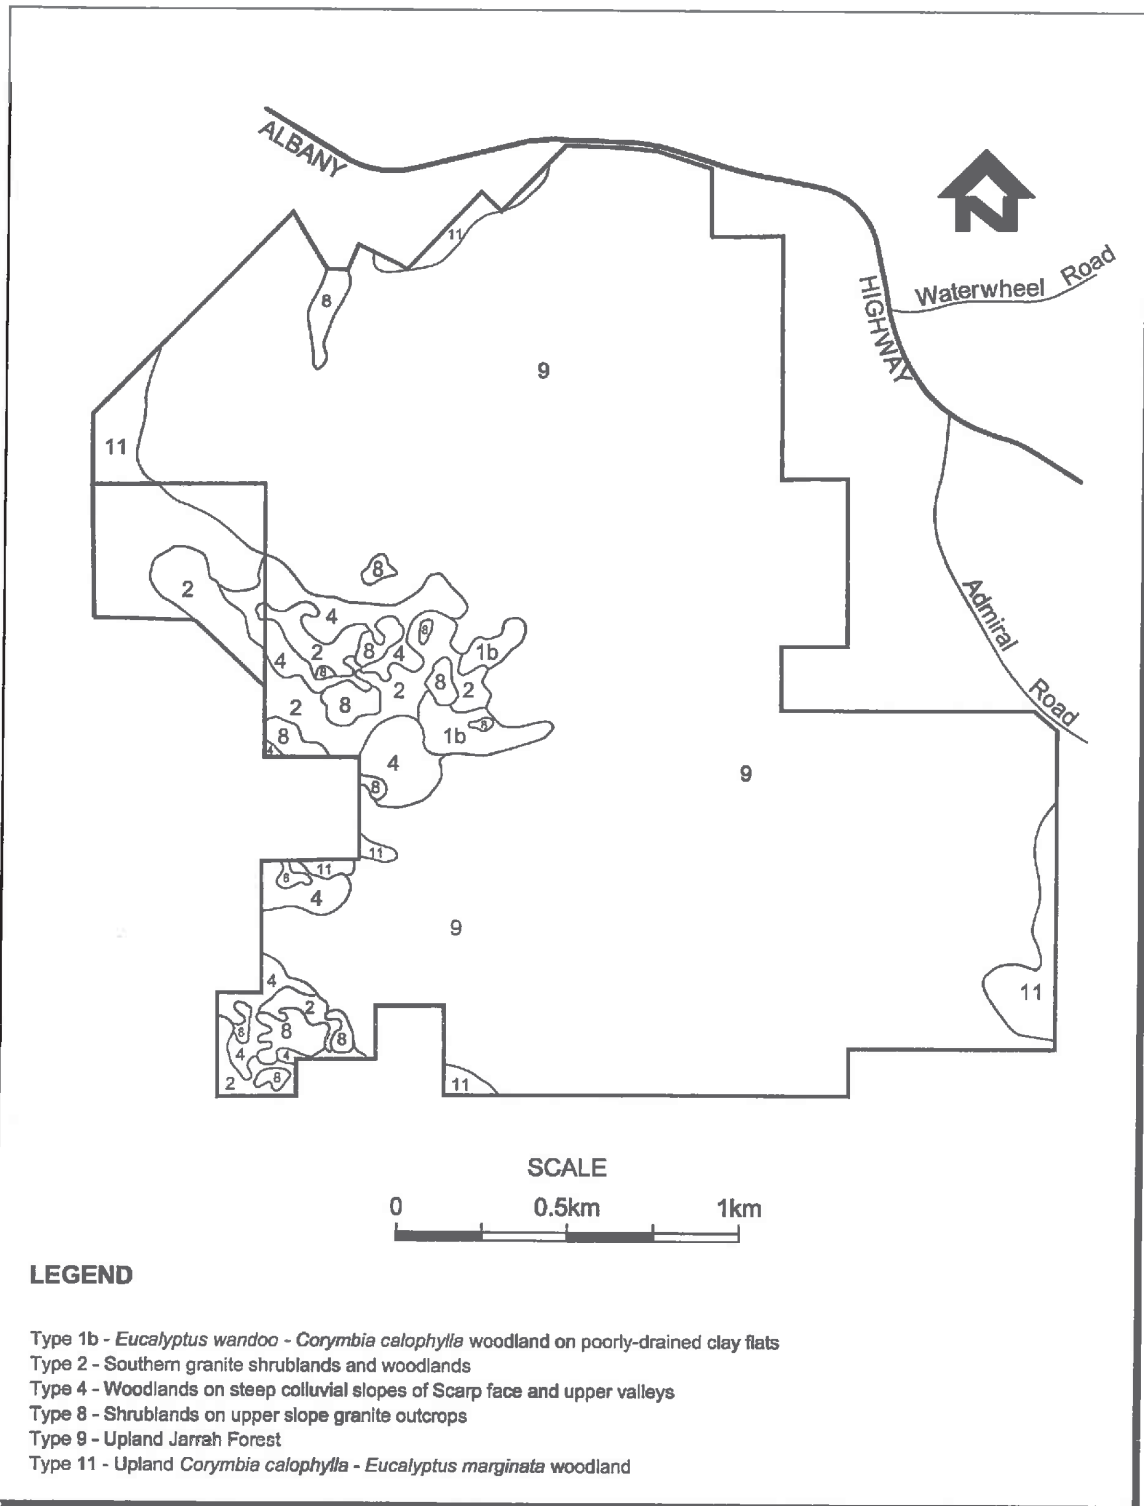 ALBANY
N
11
8
HIGHWAY
Waterwheel Road
9
11
8
2
4
8
8
4
1b
4
2
8
8
2
2
8
1b
8
8
4
4
8
9
11
11
8
4
9
4
11
2
8
8
8
4
4
8
2
11
Admiral Road
SCALE
0 0.5km 1km
LEGEND
Type 1b - Eucalyptus wandoo - Corymbia calophylla woodland on poorly-drained clay flats
Type 2 - Southern granite shrublands and woodlands
Type 4 - Woodlands on steep colluvial slopes of Scarp face and upper valleys
Type 8 - Shrublands on upper slope granite outcrops
Type 9 - Upland Jarrah Forest
Type 11 - Upland Corymbia calophylla - Eucalyptus marginata woodland